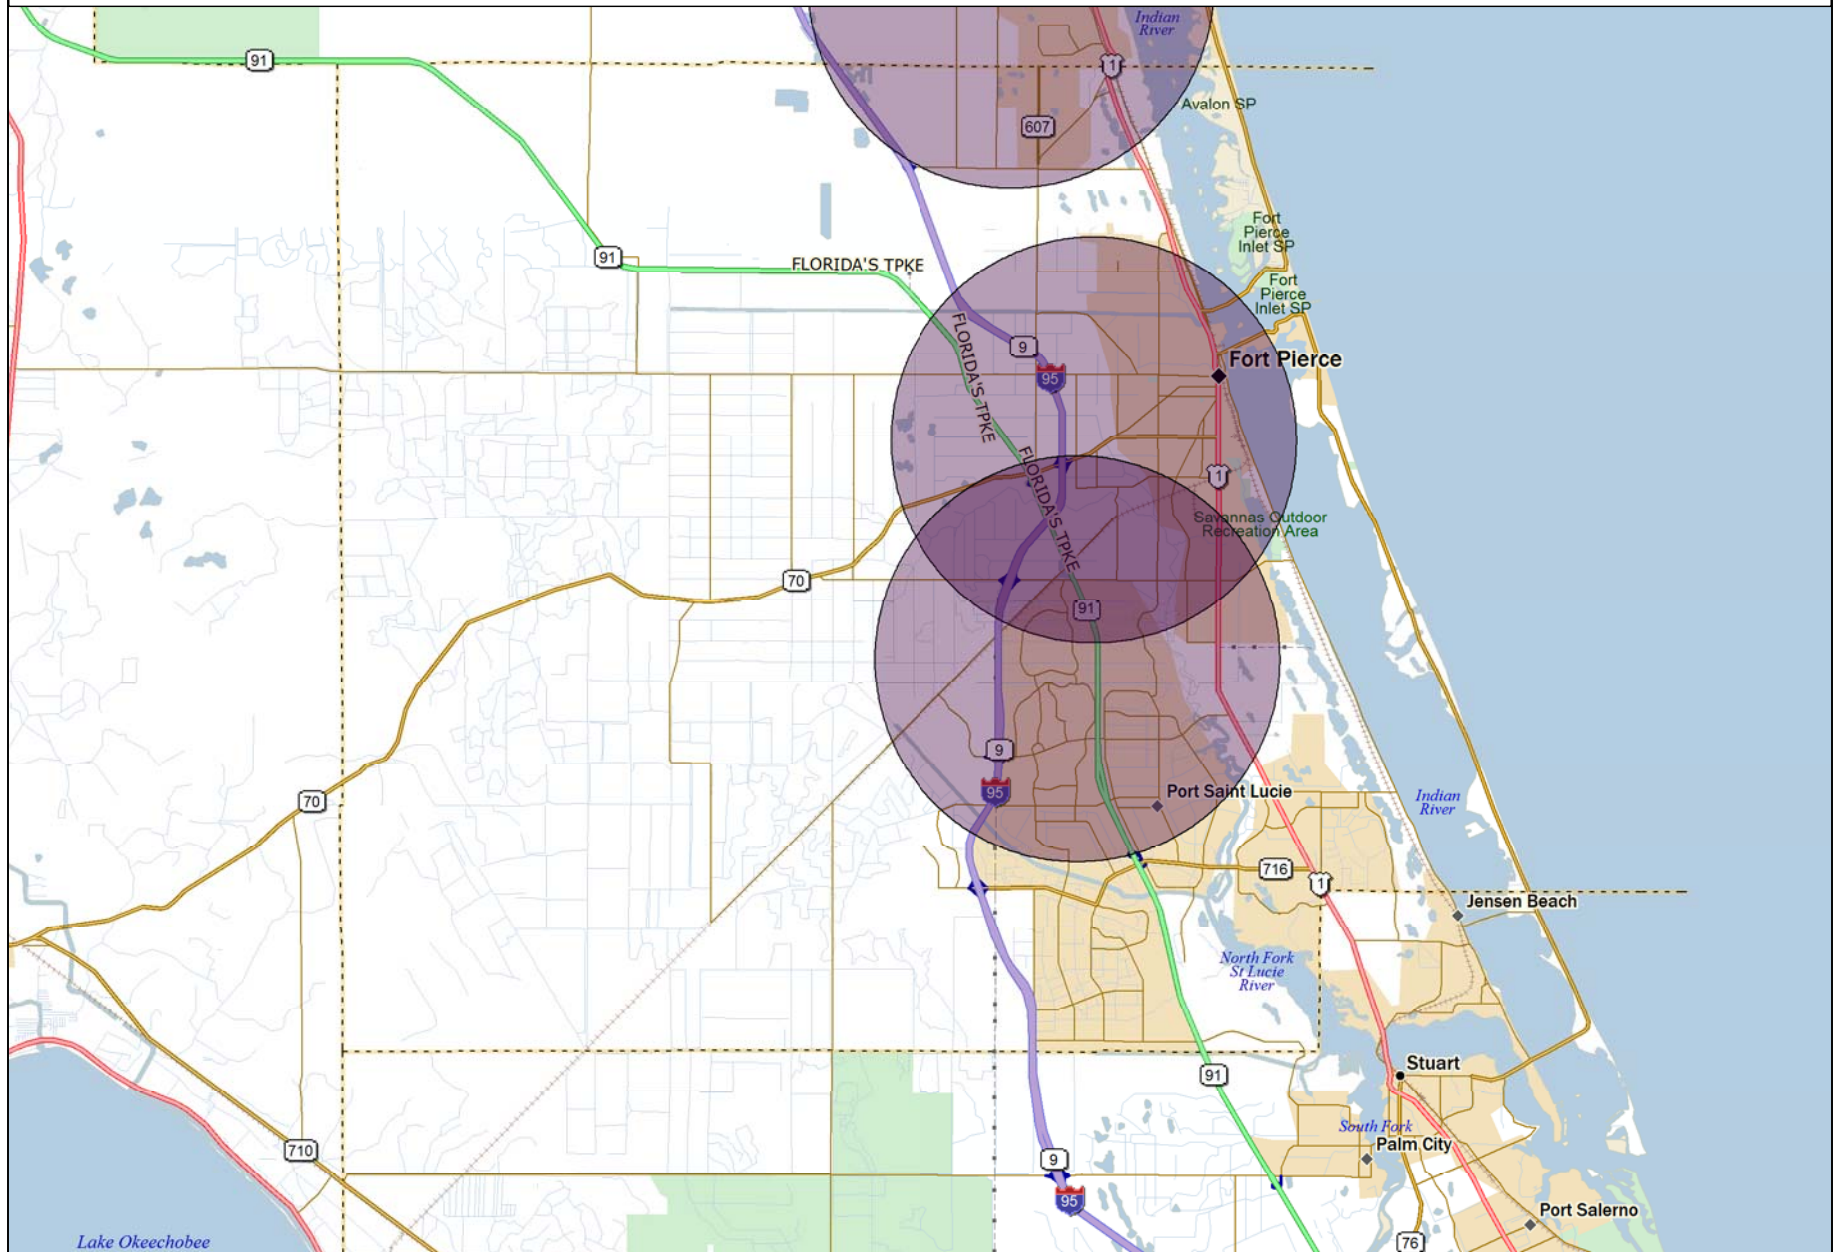 Indian
River
91
1
Avalon SP
607
Fort
Pierce
Inlet SP
91
FLORIDA'S TPKE
Fort
Pierce
Inlet SP
FLORIDA'S TPKE
9
Fort Pierce
95
FLORIDA'S TPKE
1
Savannas Outdoor
Recreation Area
70
91
9
95
Port Saint Lucie
Indian
River
70
716
1
Jensen Beach
North Fork
St Lucie
River
Stuart
91
South Fork
Palm City
710
9
95
Port Salerno
Lake Okeechobee
76